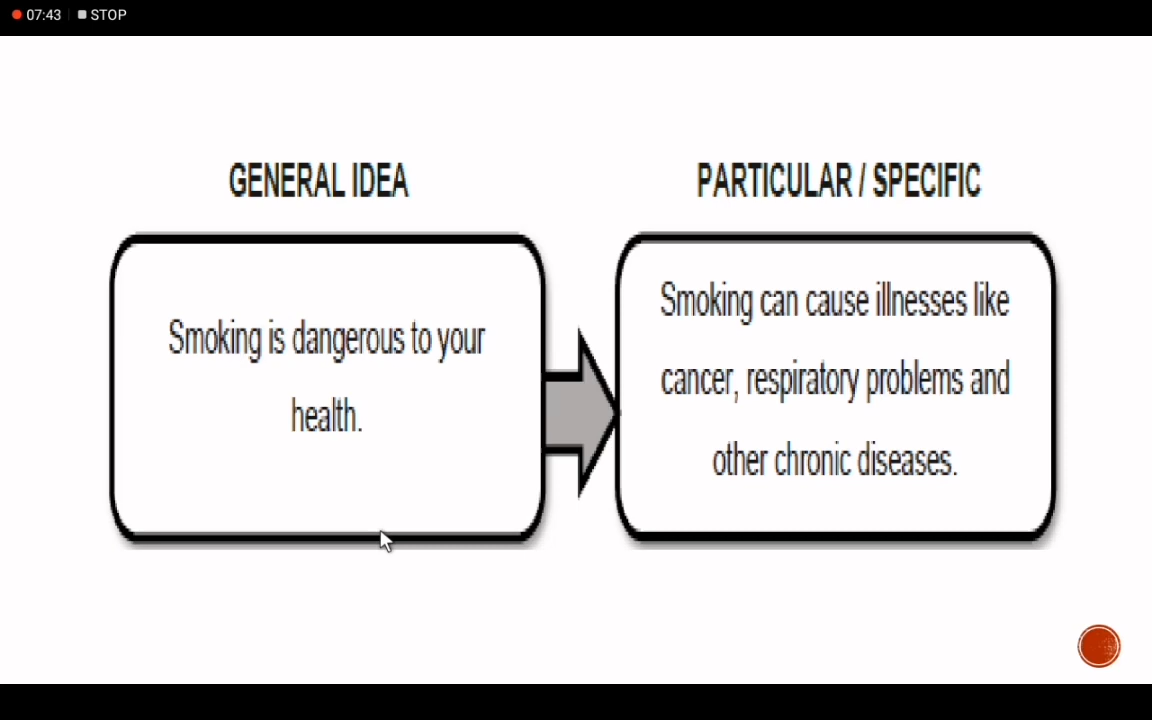 07:43 STOP
GENERAL IDEA
Smoking is dangerous to your
health.
PARTICULAR / SPECIFIC
Smoking can cause illnesses like
cancer, respiratory problems and
other chronic diseases.